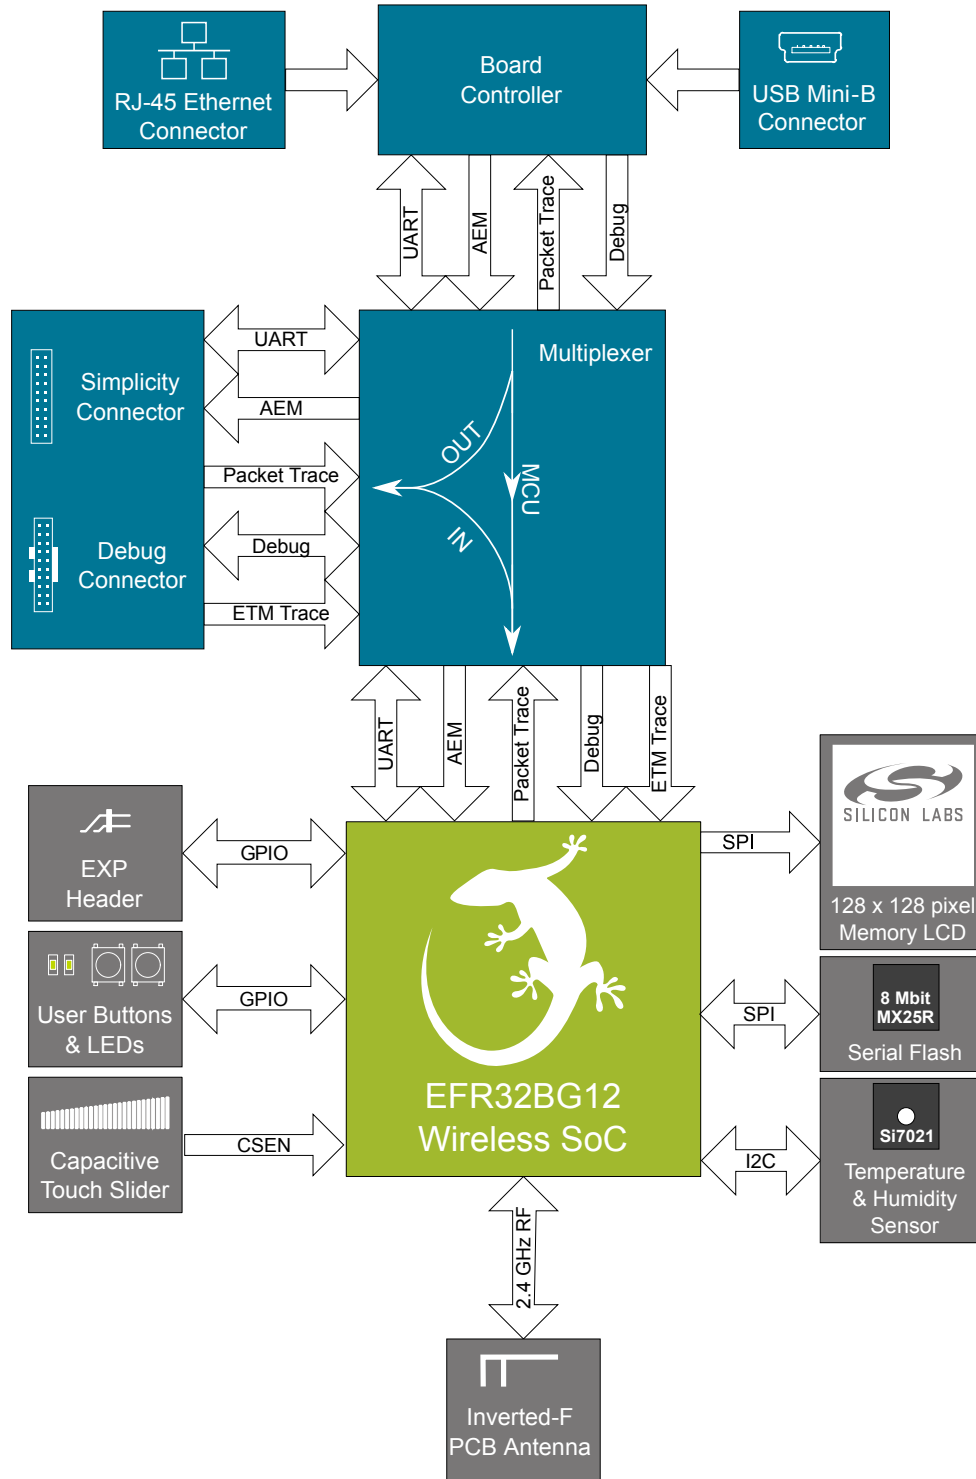 RJ-45 Ethernet
Connector
Board
Controller
USB Mini-B
Connector
UART
AEM
Packet Trace
Debug
Simplicity
Connector
Debug
Connector
UART
AEM
Packet Trace
Debug
ETM Trace
Multiplexer
OUT
MCU
IN
UART
AEM
Packet Trace
Debug
ETM Trace
EXP
Header
GPIO
User Buttons
& LEDs
GPIO
Capacitive
Touch Slider
CSEN
EFR32BG12
Wireless SoC
SPI
SILICON LABS
128 x 128 pixel
Memory LCD
SPI
8 Mbit
MX25R
Serial Flash
I2C
Si7021
Temperature
& Humidity
Sensor
2.4 GHz RF
Inverted-F
PCB Antenna